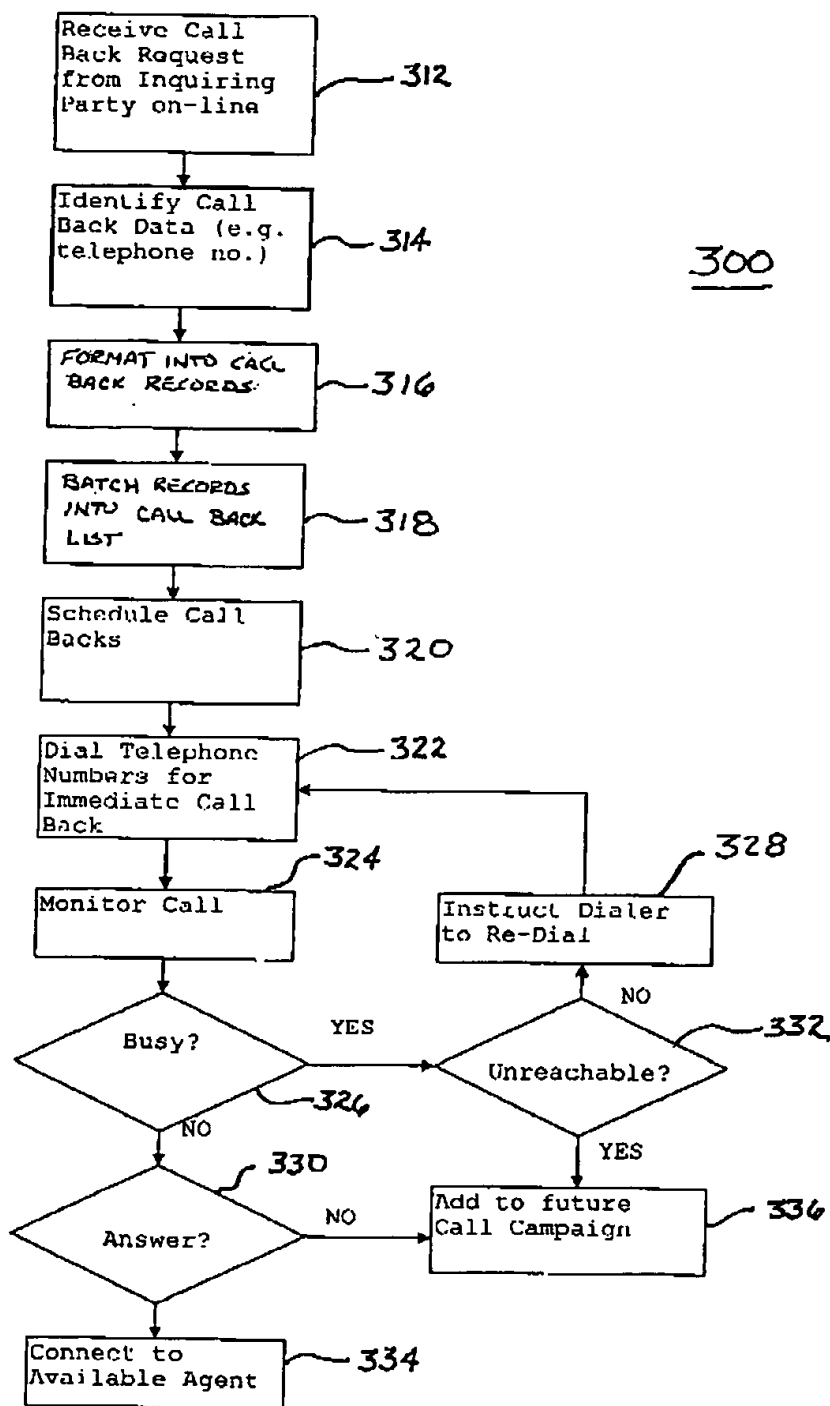 Receive Call
Back Request
from Inquiring
Party on-line
312
Identify Call
Back Data (e.g.
telephone no.)
314
300
FORMAT INTO CALL
BACK RECORDS
316
BATCH RECORDS
INTO CALL BACK
LIST
318
Schedule Call
Backs
320
Dial Telephone
Numbers for
Immediate Call
Back
322
324
Monitor Call
328
Instruct Dialer
to Re-Dial
NO
Busy?
YES
326
NO
332
Unreachable?
YES
330
Answer?
NO
Add to future
Call Campaign
336
Connect to
Available Agent
334